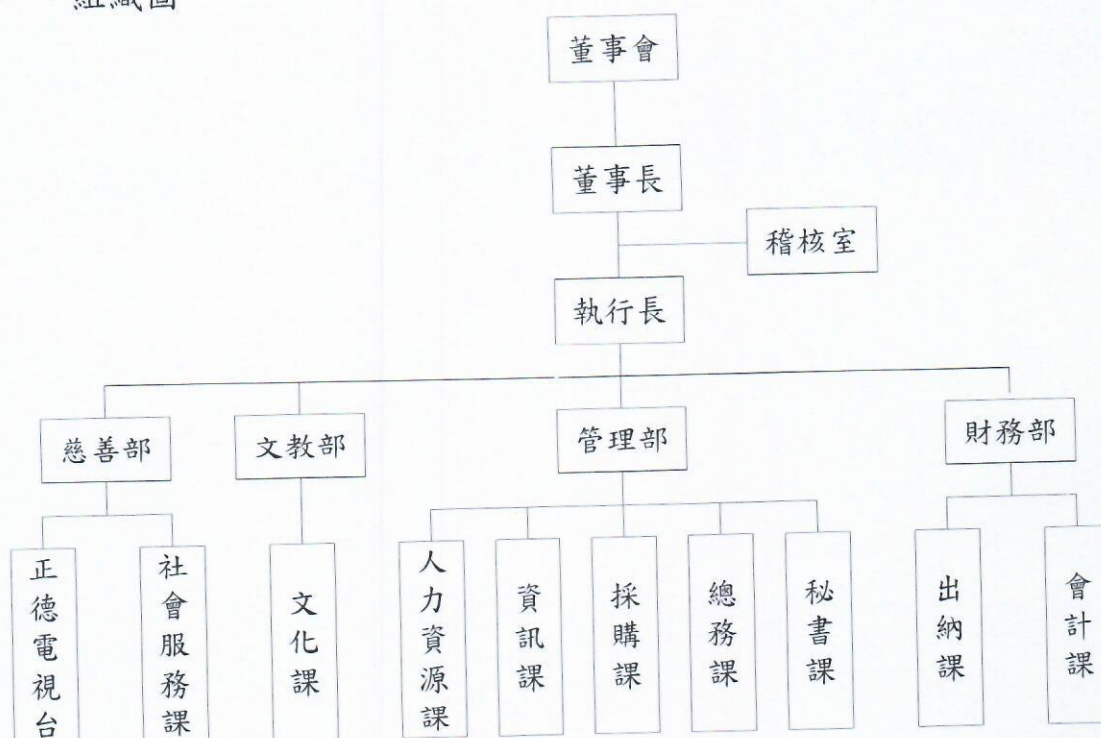 組織圖
董事會
董事長
稽核室
執行長
慈善部
文教部
管理部
財務部
正德電視台
社會服務課
文化課
人力資源課
資訊課
採購課
總務課
秘書課
出納課
會計課